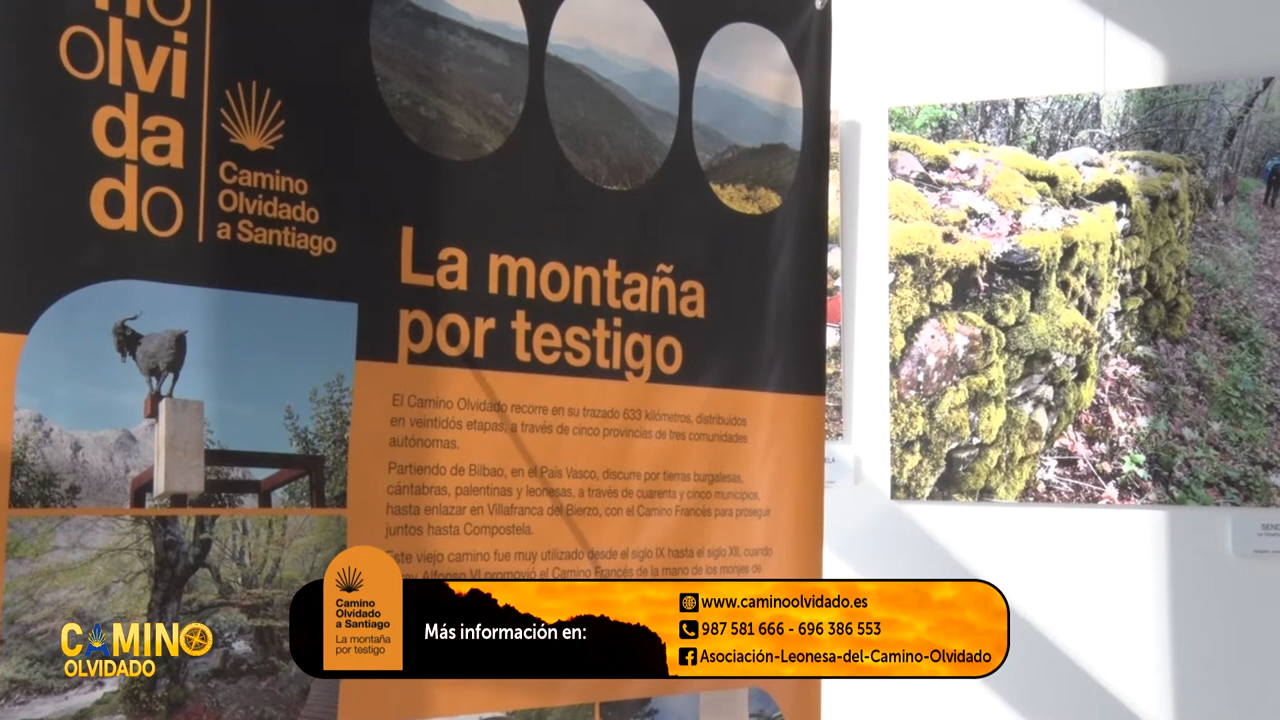 no
olvi
da
do
Camino
Olvidado
a Santiago
La montaña
por testigo
El Camino Olvidado recorre en su trazado 633 kilómetros, distribuidos
en veintidós etapas, a través de cinco provincias de tres comunidades
autónomas.
Partiendo de Bilbao, en el País Vasco, discurre por tierras burgalesas,
cántabras, palentinas y leonesas, a través de cuarenta y cinco municipios,
hasta enlazar en Villafranca del Bierzo, con el Camino Francés para proseguir
juntos hasta Compostela.
Este viejo camino fue muy utilizado desde el siglo IX hasta el siglo XII, cuando
rey Alfonso VI promovió el Camino Francés de la mano de los monjes de
SEND
CAMINO
OLVIDADO
Camino
Olvidado
a Santiago
La montaña
por testigo
Más información en:
www.caminoolvidado.es
987 581 666 - 696 386 553
Asociación-Leonesa-del-Camino-Olvidado